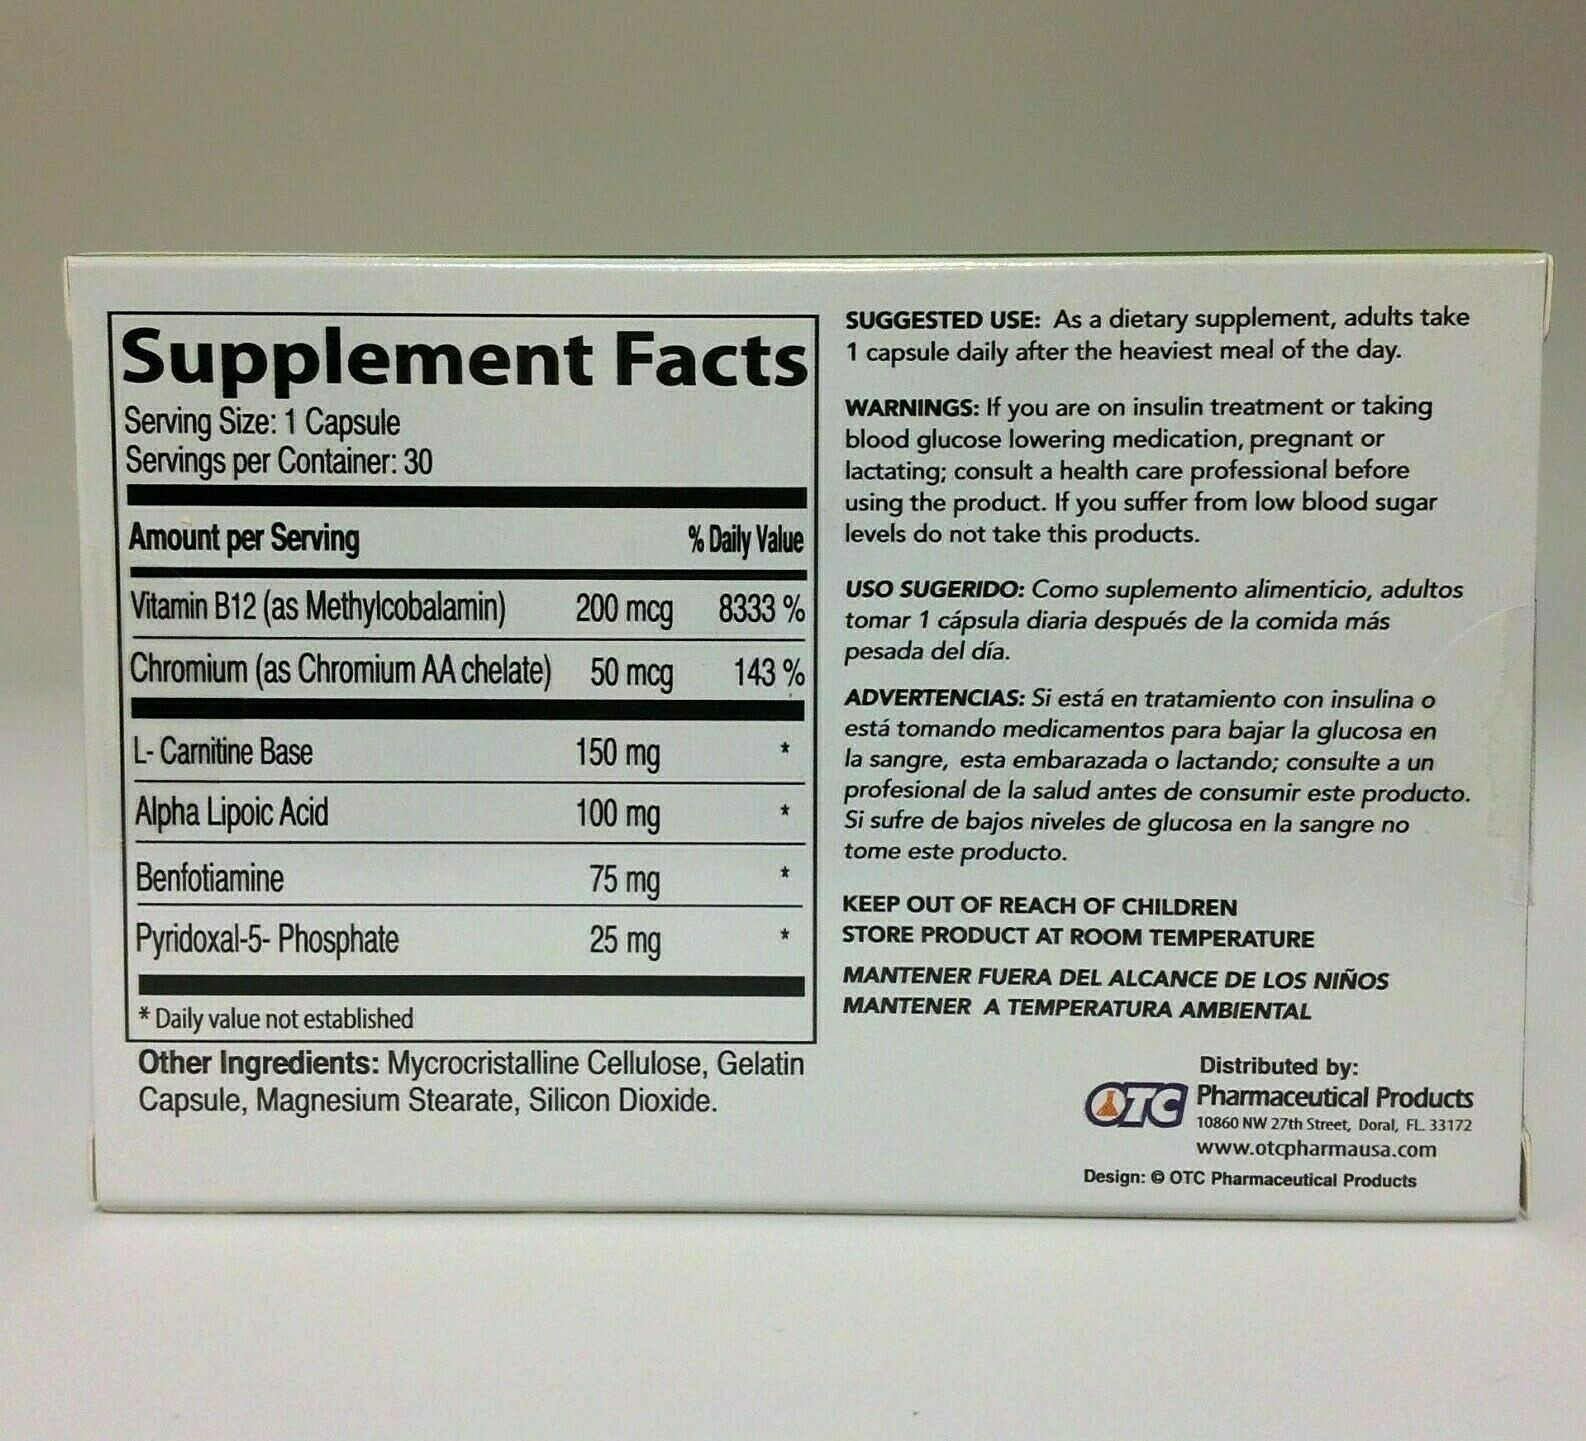 Supplement Facts
Serving Size: 1 Capsule
Servings per Container: 30
Amount per Serving % Daily Value
Vitamin B12 (as Methylcobalamin) 200 mcg 8333 %
Chromium (as Chromium AA chelate) 50 mcg 143 %
L- Carnitine Base 150 mg *
Alpha Lipoic Acid 100 mg *
Benfotiamine 75 mg *
Pyridoxal-5- Phosphate 25 mg *
* Daily value not established
Other Ingredients: Mycrocristalline Cellulose, Gelatin
Capsule, Magnesium Stearate, Silicon Dioxide.
SUGGESTED USE: As a dietary supplement, adults take
1 capsule daily after the heaviest meal of the day.
WARNINGS: If you are on insulin treatment or taking
blood glucose lowering medication, pregnant or
lactating; consult a health care professional before
using the product. If you suffer from low blood sugar
levels do not take this products.
USO SUGERIDO: Como suplemento alimenticio, adultos
tomar 1 cápsula diaria después de la comida más
pesada del día.
ADVERTENCIAS: Si está en tratamiento con insulina o
está tomando medicamentos para bajar la glucosa en
la sangre, esta embarazada o lactando; consulte a un
profesional de la salud antes de consumir este producto.
Si sufre de bajos niveles de glucosa en la sangre no
tome este producto.
KEEP OUT OF REACH OF CHILDREN
STORE PRODUCT AT ROOM TEMPERATURE
MANTENER FUERA DEL ALCANCE DE LOS NIÑOS
MANTENER A TEMPERATURA AMBIENTAL
Distributed by:
OTC Pharmaceutical Products
10860 NW 27th Street, Doral, FL. 33172
www.otcpharmausa.com
Design: © OTC Pharmaceutical Products